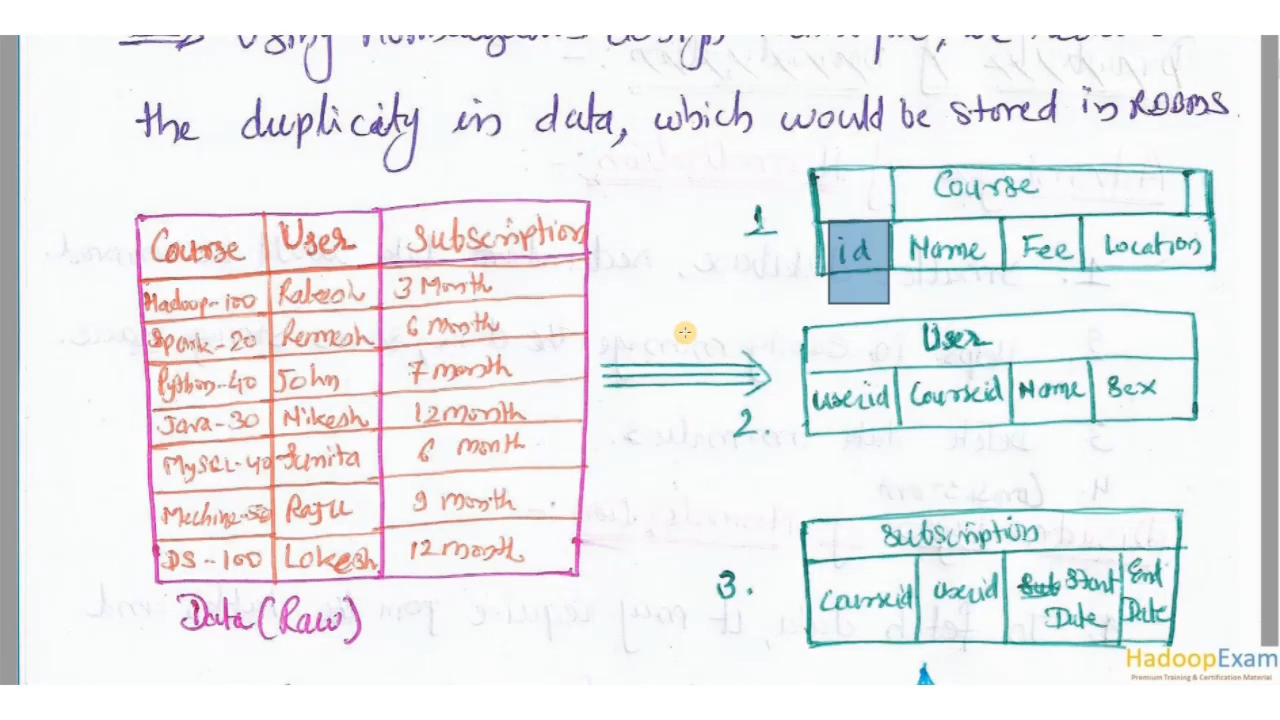 the duplicity in data, which would be stored in RDBMS.
Course User Subscription
Hadoop-100 Rakesh 3 Month
Spark-20 Remesh 6 month
Python-40 John 7 month
Java-30 Nikesh 12 month
MySQL-40 Sunita 6 month
Mechine-50 Raju 9 month
DS-100 Lokesh 12 month
Data (Raw)
1
Course
id Name Fee Location
2.
User
userid Courseid Name Sex
3.
Subscription
Courseid userid Start Date End Date
HadoopExam
Premium Training & Certification Material